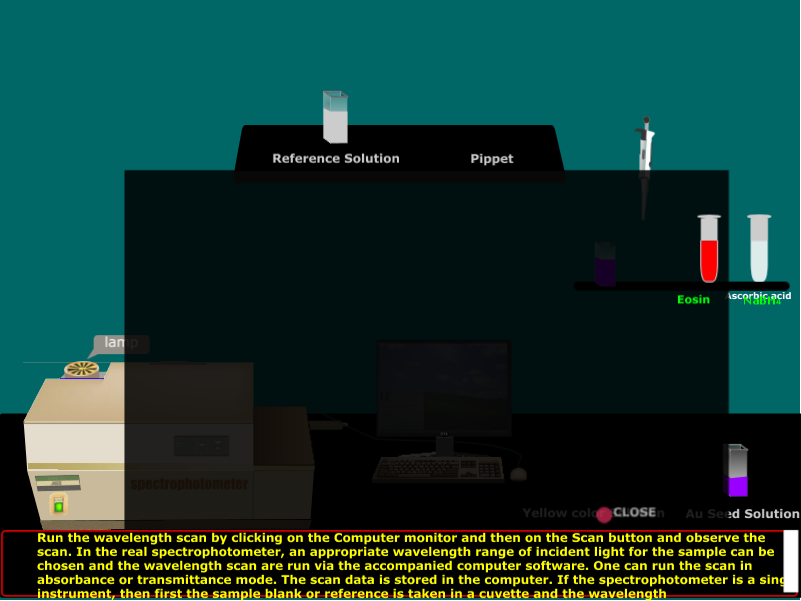 Reference Solution
Pippet
Eosin
Ascorbic acid
lamp
spectrophotometer
Yellow
CLOSE
Au Seed Solution
Run the wavelength scan by clicking on the Computer monitor and then on the Scan button and observe the
scan. In the real spectrophotometer, an appropriate wavelength range of incident light for the sample can be
chosen and the wavelength scan are run via the accompanied computer software. One can run the scan in
absorbance or transmittance mode. The scan data is stored in the computer. If the spectrophotometer is a sing
instrument, then first the sample blank or reference is taken in a cuvette and the wavelength